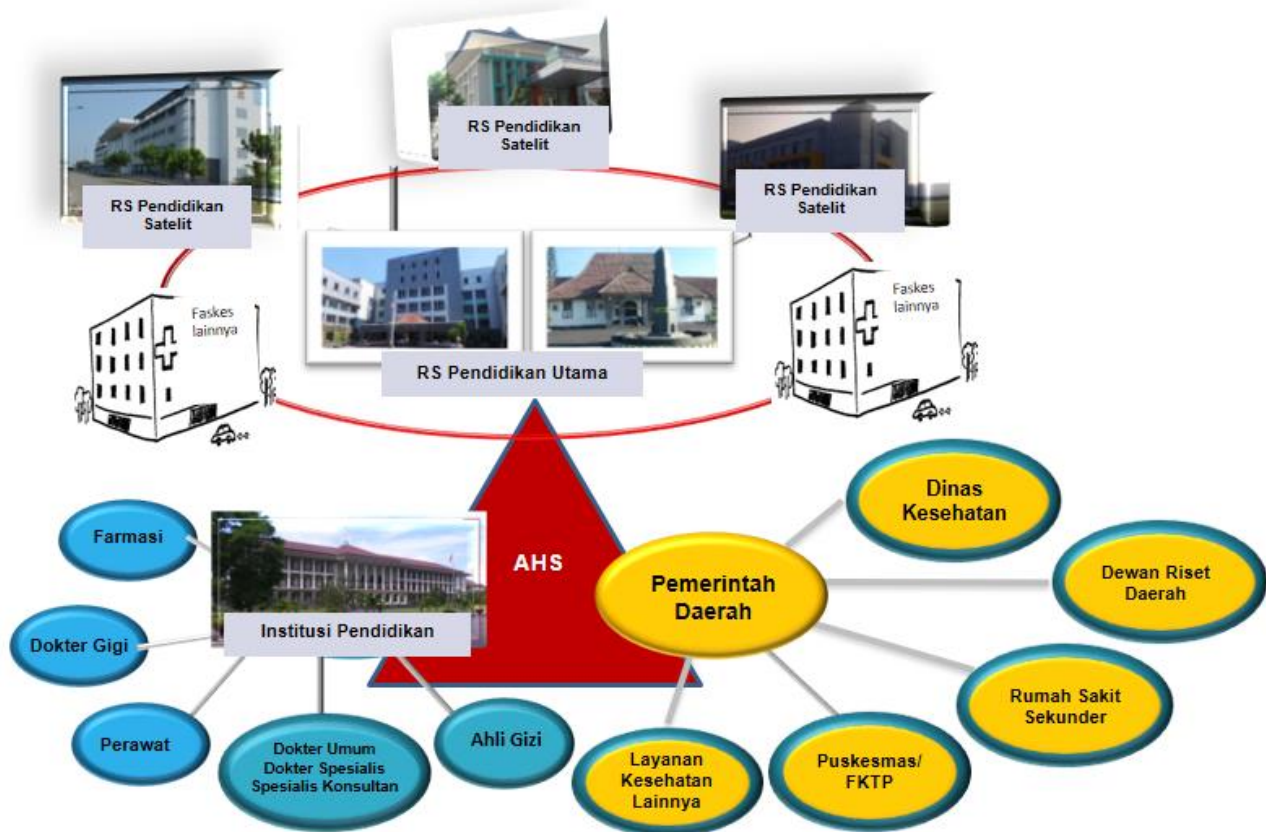 RS Pendidikan
Satelit
RS Pendidikan
Satelit
RS Pendidikan
Satelit
Faskes
lainnya
Faskes
lainnya
RS Pendidikan Utama
AHS
Farmasi
Dokter Gigi
Perawat
Institusi Pendidikan
Dokter Umum
Dokter Spesialis
Spesialis Konsultan
Ahli Gizi
Pemerintah
Daerah
Dinas
Kesehatan
Dewan Riset
Daerah
Rumah Sakit
Sekunder
Puskesmas/
FKTP
Layanan
Kesehatan
Lainnya